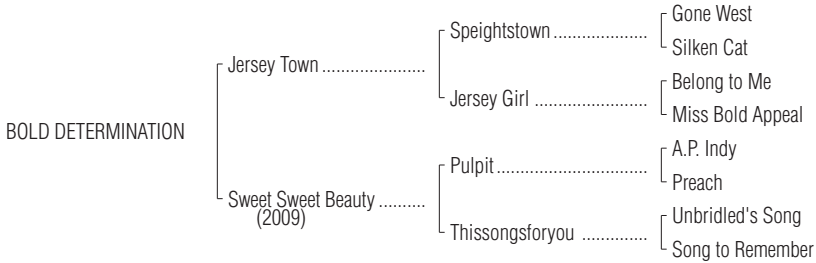 Gone West
Speightstown ....................
Silken Cat
Jersey Town ......................
Belong to Me
Jersey Girl ........................
Miss Bold Appeal
BOLD DETERMINATION
A.P. Indy
Pulpit................................
Preach
Sweet Sweet Beauty ..........
(2009)
Unbridled's Song
Thissongsforyou ..............
Song to Remember